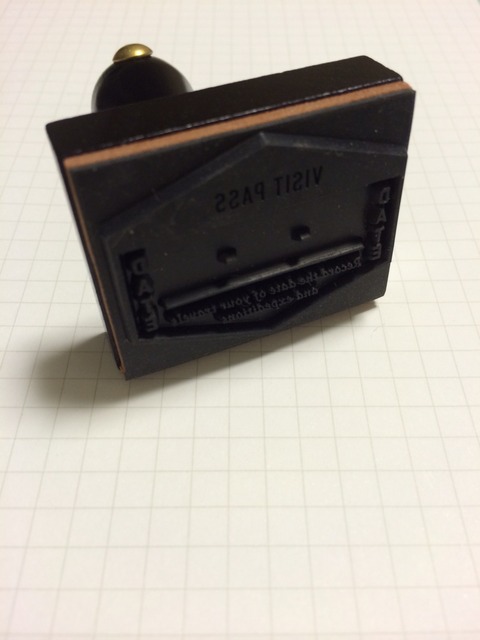 VISIT PASS
DATE
DATE
Record the date of your travels
and expeditions